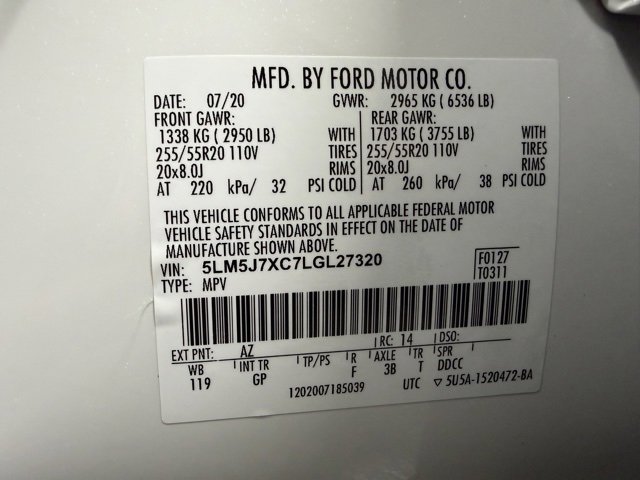 MFD. BY FORD MOTOR CO.
DATE: 07/20 GVWR: 2965 KG ( 6536 LB)
FRONT GAWR: REAR GAWR:
1338 KG ( 2950 LB) WITH 1703 KG ( 3755 LB) WITH
255/55R20 110V TIRES 255/55R20 110V TIRES
20x8.0J RIMS 20x8.0J RIMS
AT 220 kPa/ 32 PSI COLD AT 260 kPa/ 38 PSI COLD
THIS VEHICLE CONFORMS TO ALL APPLICABLE FEDERAL MOTOR
VEHICLE SAFETY STANDARDS IN EFFECT ON THE DATE OF
MANUFACTURE SHOWN ABOVE.
VIN: 5LM5J7XC7LGL27320 F0127
TYPE: MPV T0311
EXT PNT: AZ RC: 14 DSO:
WB INT TR TP/PS R AXLE TR SPR
119 GP F 3B T DDCC
1202007185039 UTC ▽ 5U5A-1520472-BA